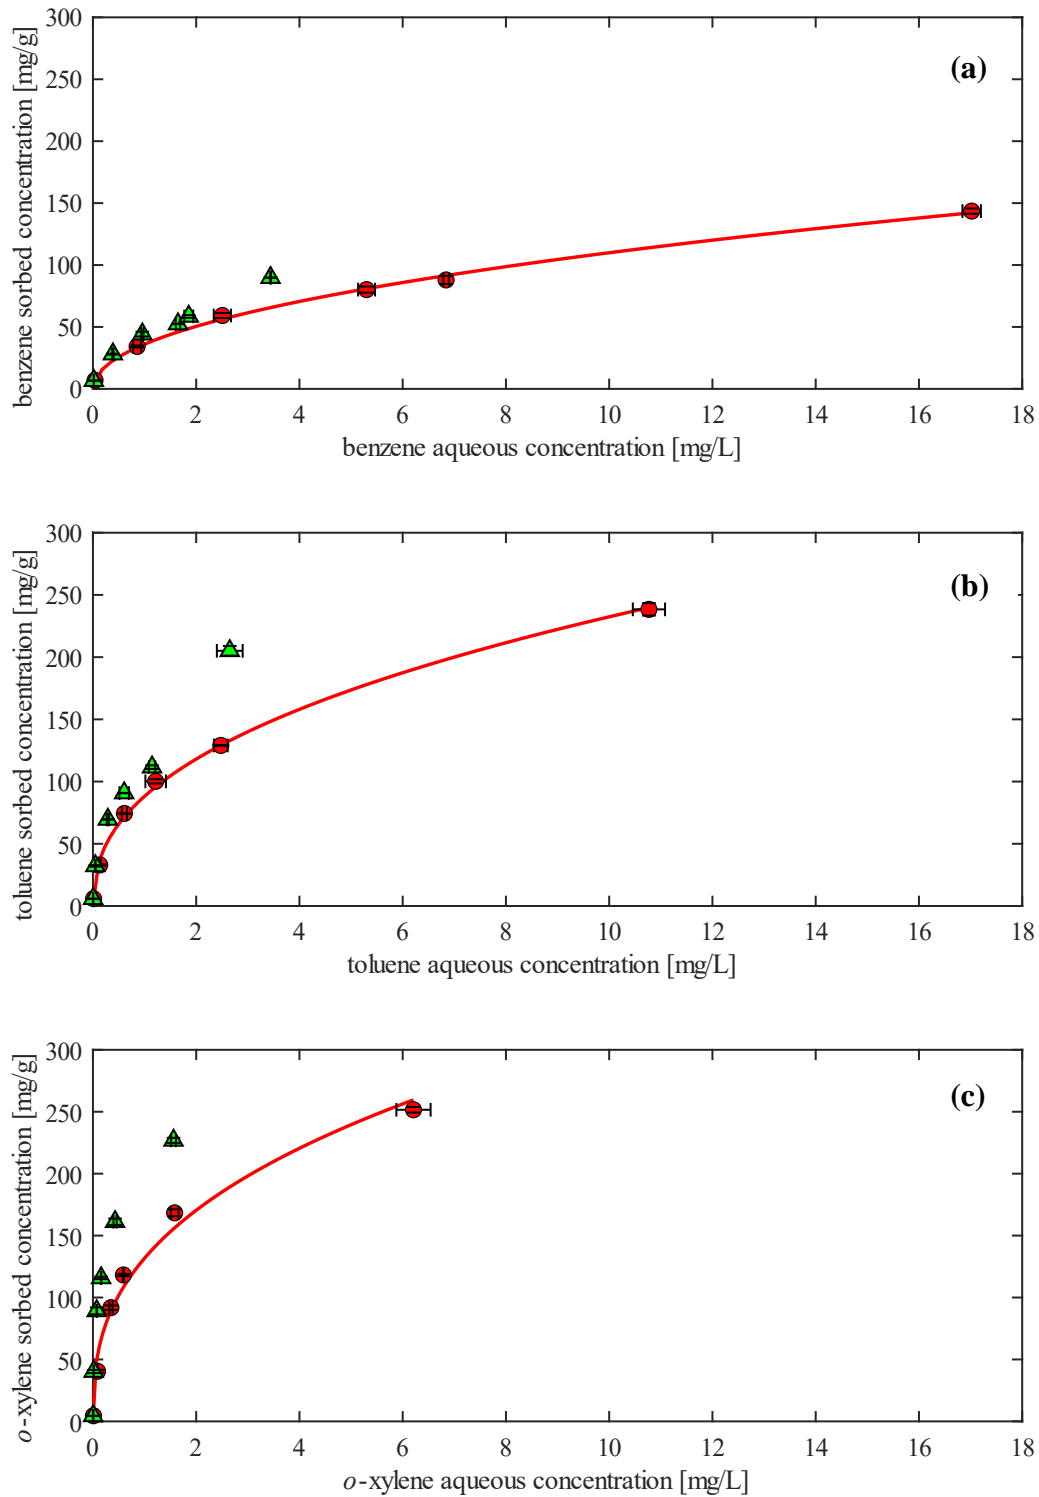 benzene sorbed concentration [mg/g]
300
250
200
150
100
50
0
(a)
0 2 4 6 8 10 12 14 16 18
benzene aqueous concentration [mg/L]
toluene sorbed concentration [mg/g]
300
250
200
150
100
50
0
(b)
0 2 4 6 8 10 12 14 16 18
toluene aqueous concentration [mg/L]
o-xylene sorbed concentration [mg/g]
300
250
200
150
100
50
0
(c)
0 2 4 6 8 10 12 14 16 18
o-xylene aqueous concentration [mg/L]